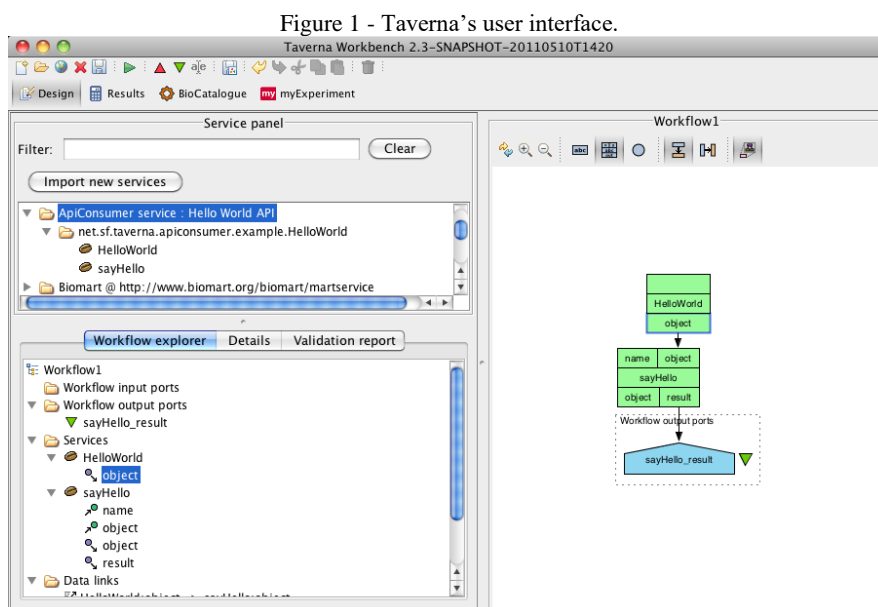 Figure 1 - Taverna's user interface.
Taverna Workbench 2.3-SNAPSHOT-20110510T1420
Design Results BioCatalogue my myExperiment
Service panel
Filter: Clear
Import new services
ApiConsumer service : Hello World API
net.sf.taverna.apiconsumer.example.HelloWorld
HelloWorld
sayHello
Biomart @ http://www.biomart.org/biomart/martservice
Workflow explorer Details Validation report
Workflow1
Workflow input ports
Workflow output ports
sayHello_result
Services
HelloWorld
object
sayHello
name
object
object
result
Data links
Workflow1
abc
HelloWorld
object
name object
sayHello
object result
Workflow output ports
sayHello_result